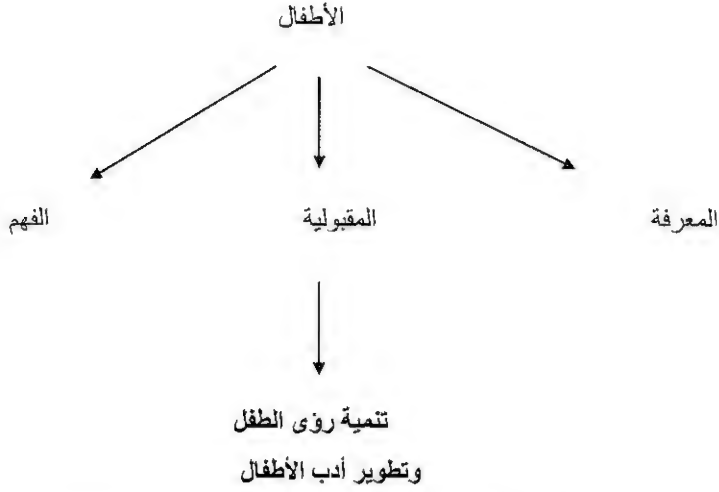 الأطفال
المعرفة
المقبولية
الفهم
تنمية رؤى الطفل
وتطوير أدب الأطفال